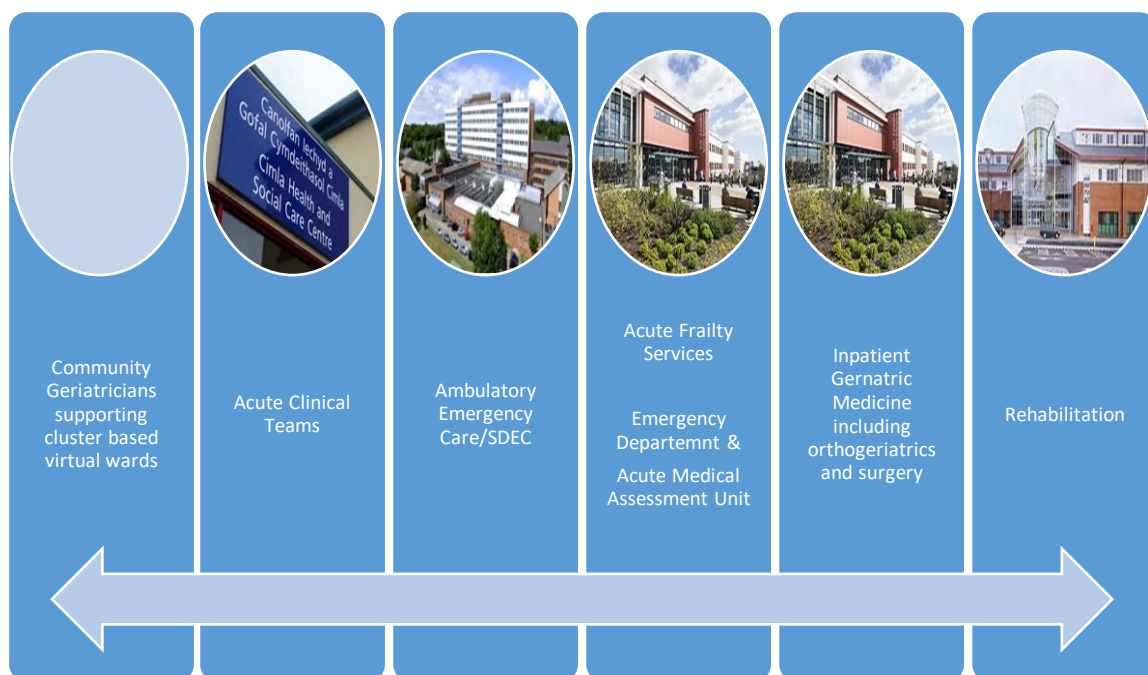 Canolfan Iechyd a
Gofal Cymdeithasol Cimla
Cimla Health and
Social Care Centre
Community
Geriatricians
supporting
cluster based
virtual wards
Acute Clinical
Teams
Ambulatory
Emergency
Care/SDEC
Acute Frailty
Services
Emergency
Departemnt &
Acute Medical
Assessment Unit
Inpatient
Gernatric
Medicine
including
orthogeriatrics
and surgery
Rehabilitation